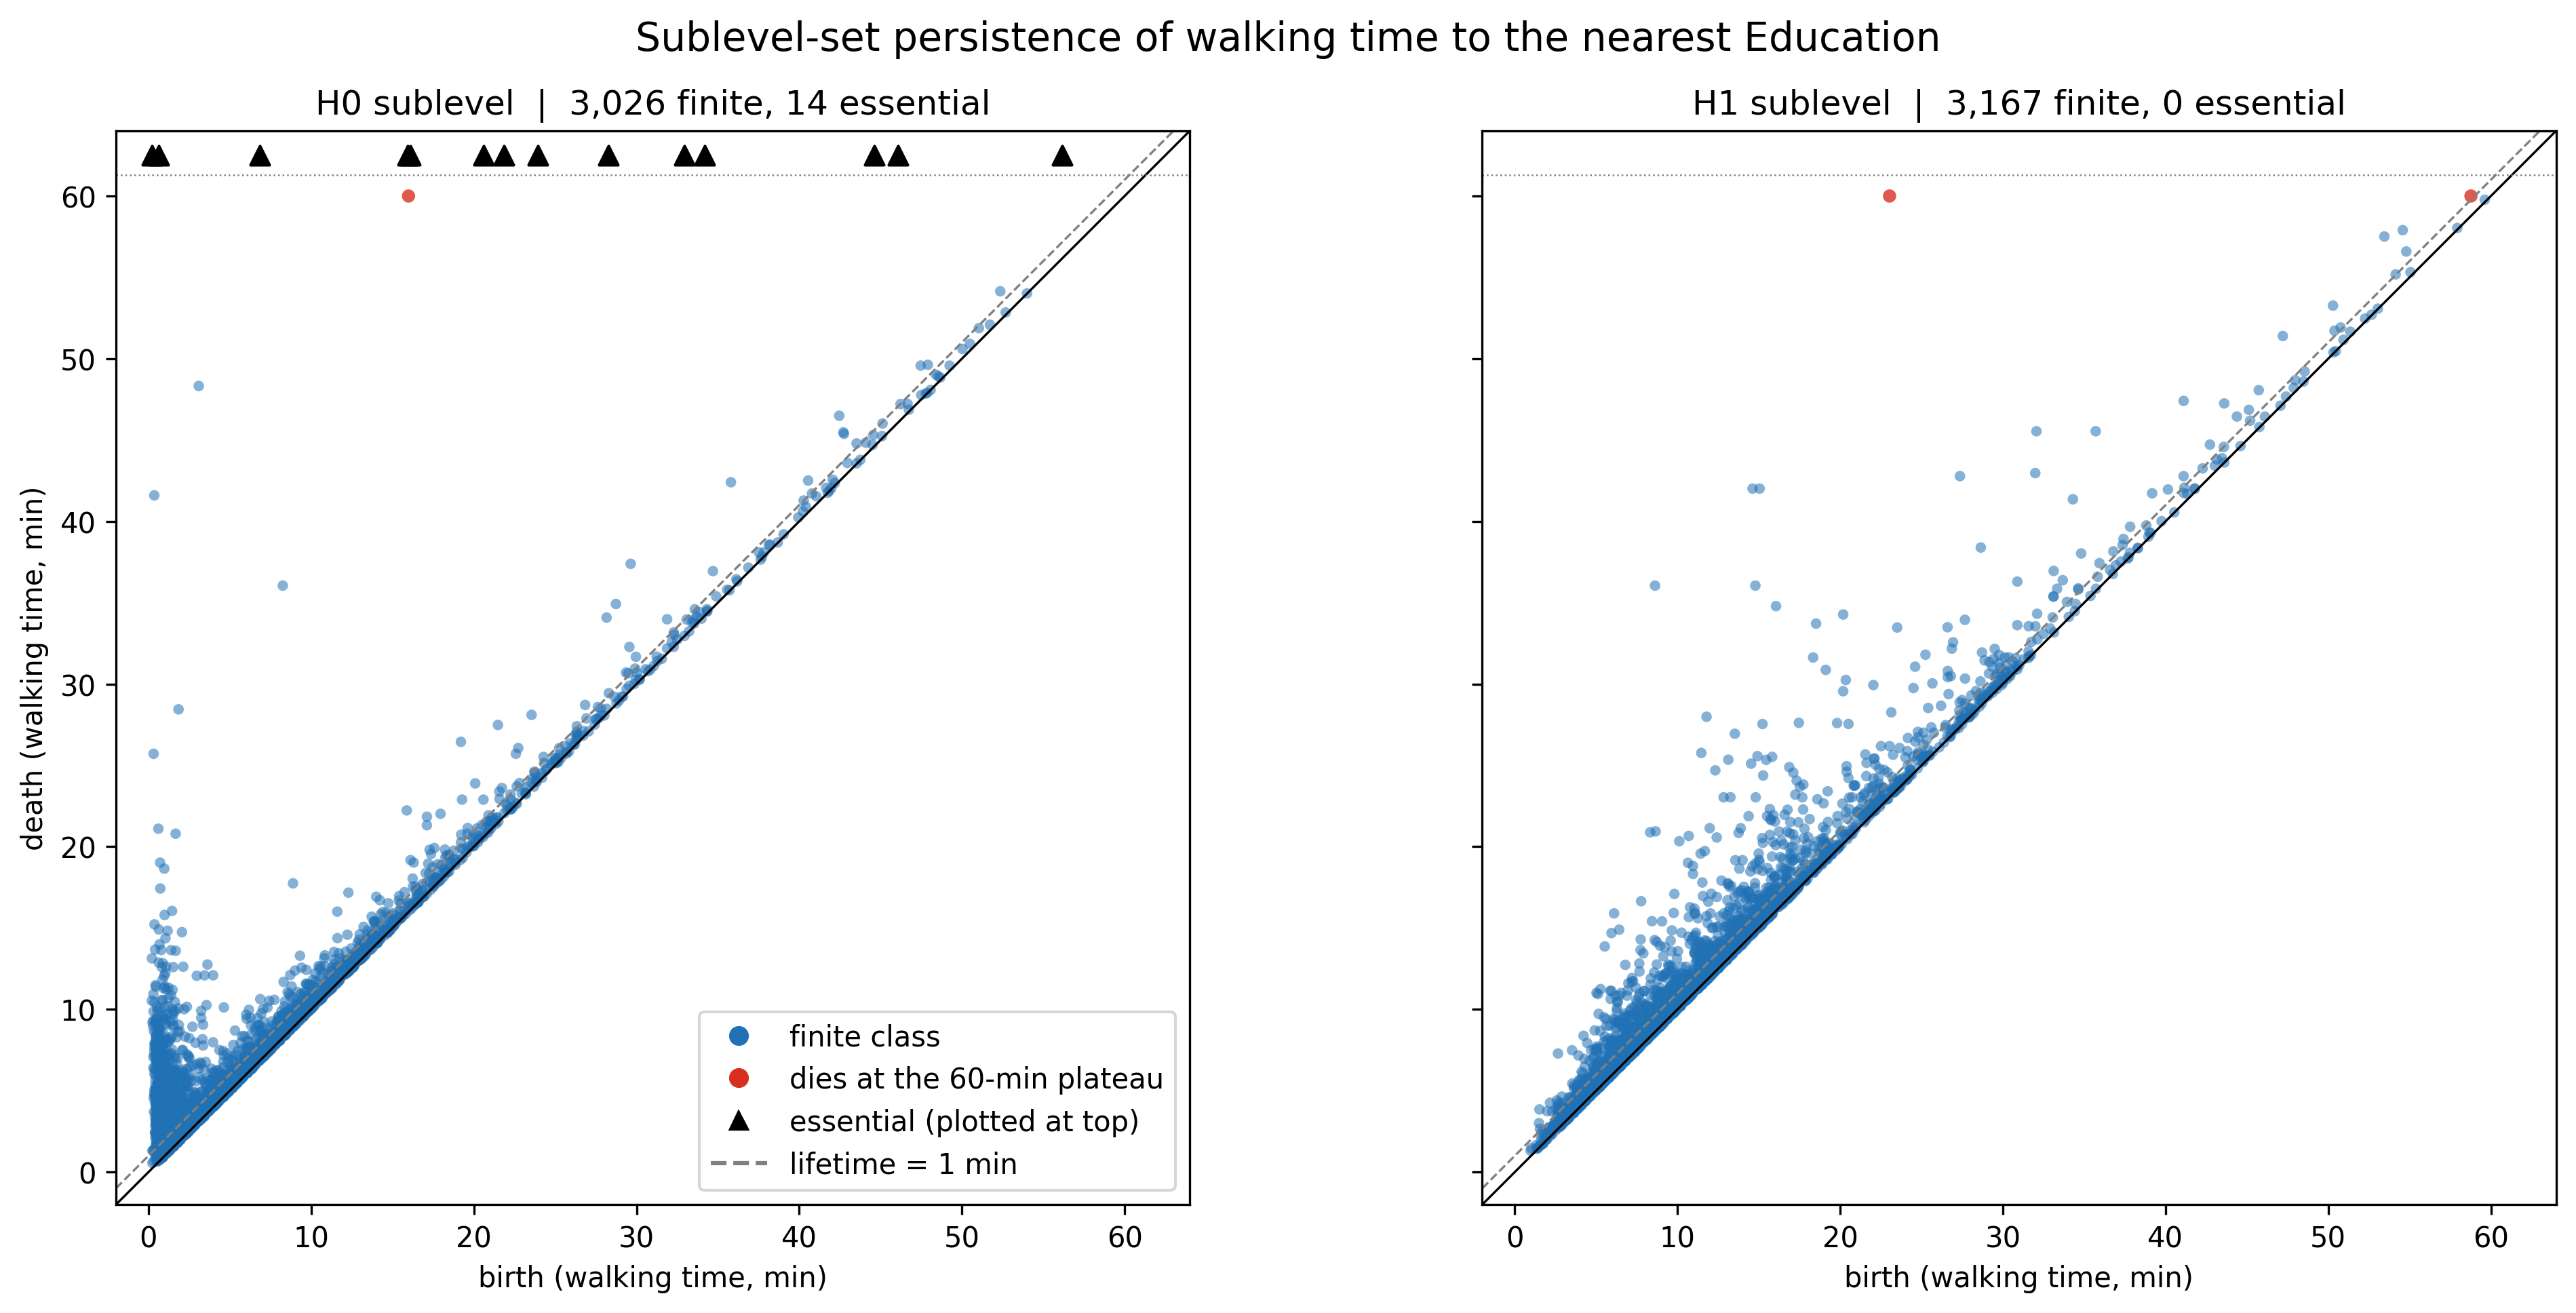 Sublevel-set persistence of walking time to the nearest Education
H0 sublevel | 3,026 finite, 14 essential
H1 sublevel | 3,167 finite, 0 essential
death (walking time, min)
60
50
40
30
20
10
0
finite class
dies at the 60-min plateau
essential (plotted at top)
lifetime = 1 min
0 10 20 30 40 50 60
0 10 20 30 40 50 60
birth (walking time, min)
birth (walking time, min)